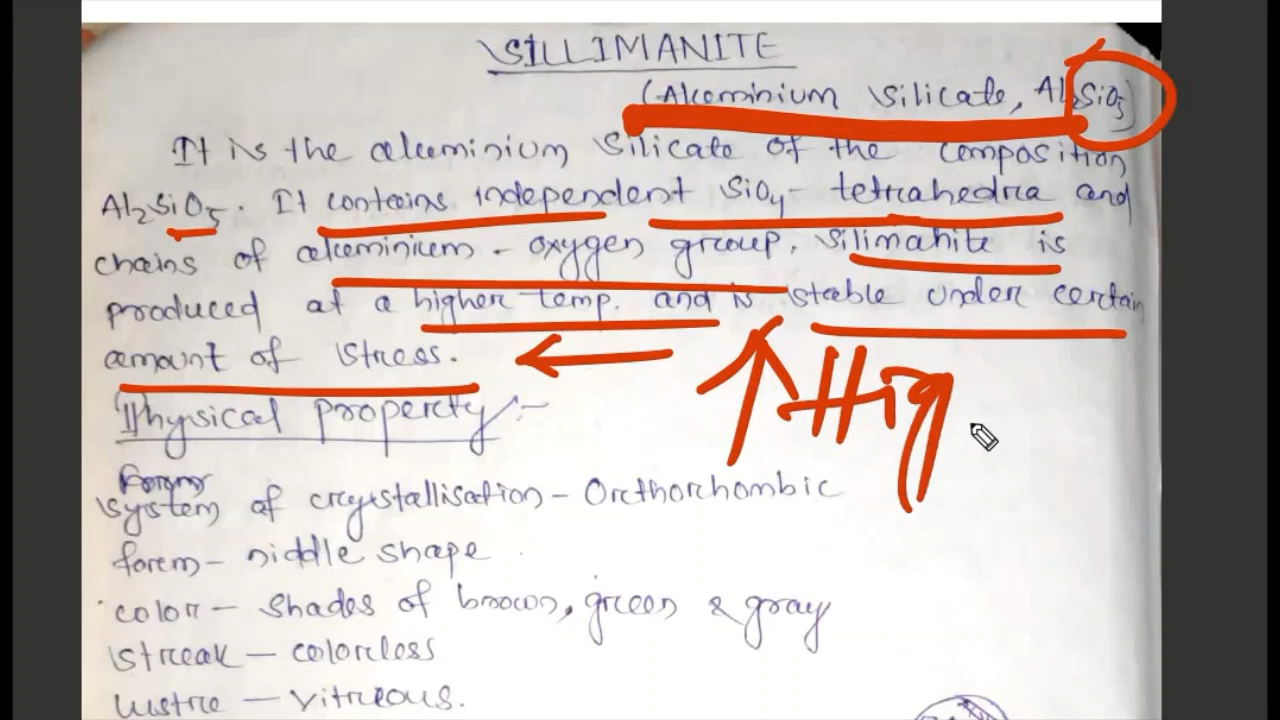 SILLIMANITE
(Aluminium silicate, Al2SiO5)
It is the aluminium silicate of the composition
Al2SiO5. It contains independent SiO4- tetrahedra and
chains of aluminium - oxygen group. Silimanite is
produced at a higher temp. and is stable under certain
amount of stress.
Hig
Physical property :-
Form
System of crystallisation - Orthorhombic
form - niddle shape
color - shades of brown, green & gray
streak - colorless
lustre - vitreous.